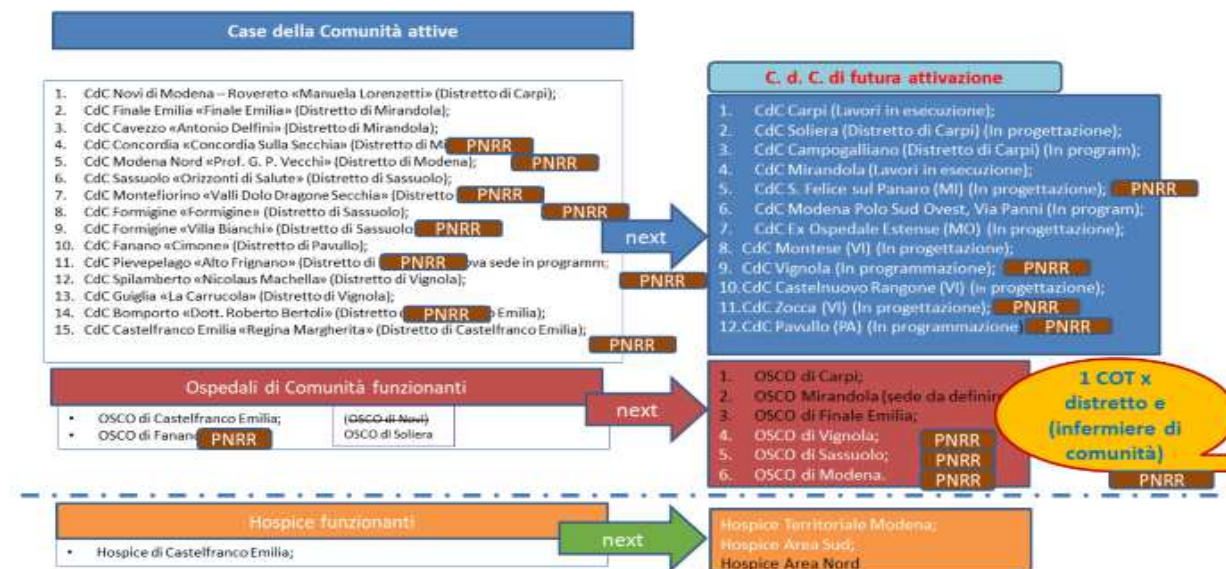 Case della Comunità attive
1. CdC Novi di Modena – Rovereto «Manuela Lorenzetti» (Distretto di Carpi);
2. CdC Finale Emilia «Finale Emilia» (Distretto di Mirandola);
3. CdC Cavezzo «Antonio Delfini» (Distretto di Mirandola);
4. CdC Concordia «Concordia Sulla Secchia» (Distretto di Mi PNRR
5. CdC Modena Nord «Prof. G. P. Vecchi» (Distretto di Modena); PNRR
6. CdC Sassuolo «Orizzonti di Salute» (Distretto di Sassuolo);
7. CdC Montefiorino «Valli Dolo Dragone Secchia» (Distretto PNRR
8. CdC Formigine «Formigine» (Distretto di Sassuolo); PNRR
9. CdC Formigine «Villa Bianchi» (Distretto di Sassuolo PNRR
10. CdC Fanano «Cimone» (Distretto di Pavullo);
11. CdC Pievepelago «Alto Frignano» (Distretto di PNRR ova sede in programm;
12. CdC Spilamberto «Nicolaus Machella» (Distretto di Vignola); PNRR
13. CdC Guiglia «La Carrucola» (Distretto di Vignola);
14. CdC Bomporto «Dott. Roberto Bertoli» (Distretto PNRR Emilia);
15. CdC Castelfranco Emilia «Regina Margherita» (Distretto di Castelfranco Emilia);
PNRR
next
C. d. C. di futura attivazione
1. CdC Carpi (Lavori in esecuzione);
2. CdC Soliera (Distretto di Carpi) (In progettazione);
3. CdC Campogalliano (Distretto di Carpi) (In program);
4. CdC Mirandola (Lavori in esecuzione);
5. CdC S. Felice sul Panaro (MI) (In progettazione); PNRR
6. CdC Modena Polo Sud Ovest, Via Panni (In program);
7. CdC Ex Ospedale Estense (MO) (In progettazione);
8. CdC Montese (VI) (In progettazione);
9. CdC Vignola (In programmazione); PNRR
10.CdC Castelnuovo Rangone (VI) (In progettazione);
11.CdC Zocca (VI) (In progettazione); PNRR
12.CdC Pavullo (PA) (In programmazione) PNRR
Ospedali di Comunità funzionanti
• OSCO di Castelfranco Emilia;
• OSCO di Fanano PNRR
(OSCO di Novi)
OSCO di Soliera
next
1. OSCO di Carpi;
2. OSCO Mirandola (sede da definir
3. OSCO di Finale Emilia;
4. OSCO di Vignola; PNRR
5. OSCO di Sassuolo; PNRR
6. OSCO di Modena. PNRR
1 COT x
distretto e
(infermiere di
comunità)
PNRR
Hospice funzionanti
• Hospice di Castelfranco Emilia;
next
Hospice Territoriale Modena;
Hospice Area Sud;
Hospice Area Nord